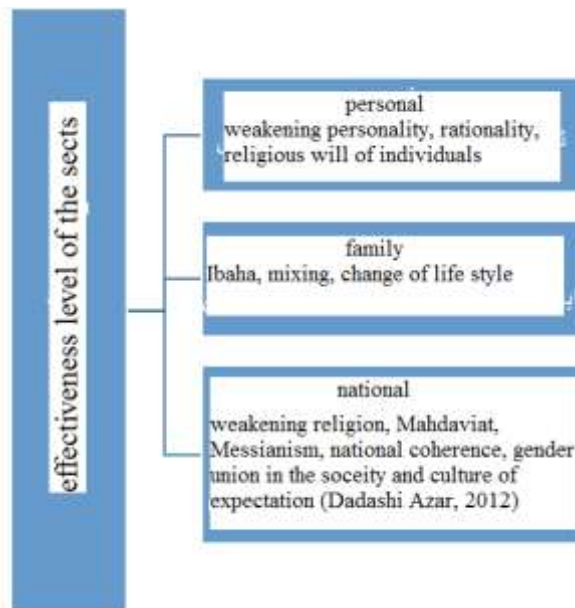 effectiveness level of the sects
personal
weakening personality, rationality,
religious will of individuals
family
Ibaha, mixing, change of life style
national
weakening religion, Mahdaviat,
Messianism, national coherence, gender
union in the soceity and culture of
expectation (Dadashi Azar, 2012)